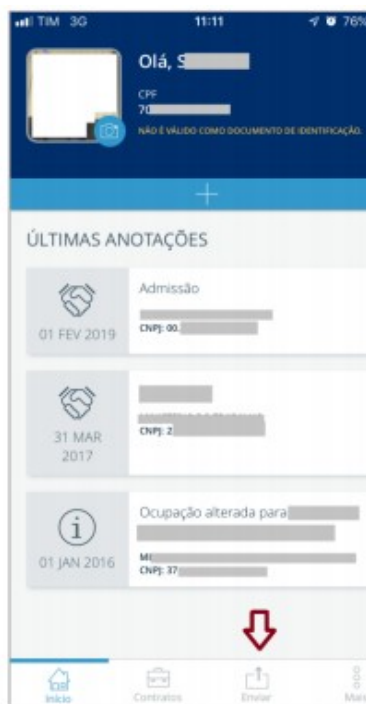 TIM 3G 11:11 76%
Olá, S
CPF
70
NÃO É VÁLIDO COMO DOCUMENTO DE IDENTIFICAÇÃO.
ÚLTIMAS ANOTAÇÕES
Admissão
CNPJ: 00.
01 FEV 2019
CNPJ: 2
31 MAR
2017
Ocupação alterada para
MI
CNPJ: 37
01 JAN 2016
Início
Contratos
Enviar
Mais